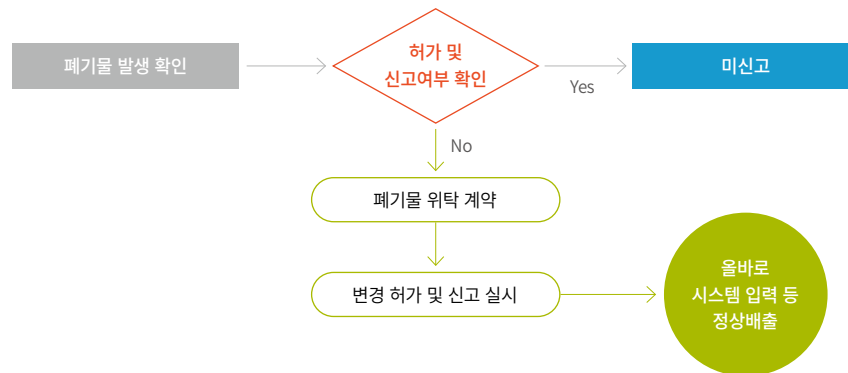 폐기물 발생 확인
허가 및
신고여부 확인
Yes
미신고
No
폐기물 위탁 계약
변경 허가 및 신고 실시
올바로
시스템 입력 등
정상배출